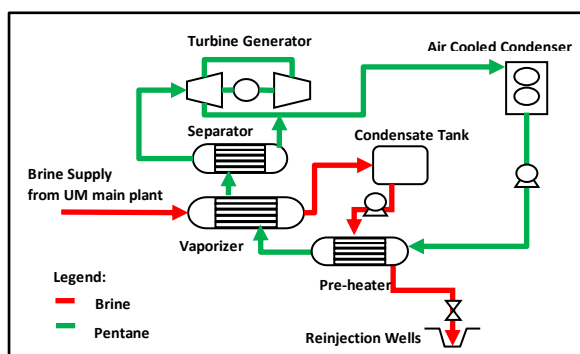 Turbine Generator
Air Cooled Condenser
Separator
Condensate Tank
Brine Supply
from UM main plant
Vaporizer
Pre-heater
Legend:
Brine
Pentane
Reinjection Wells